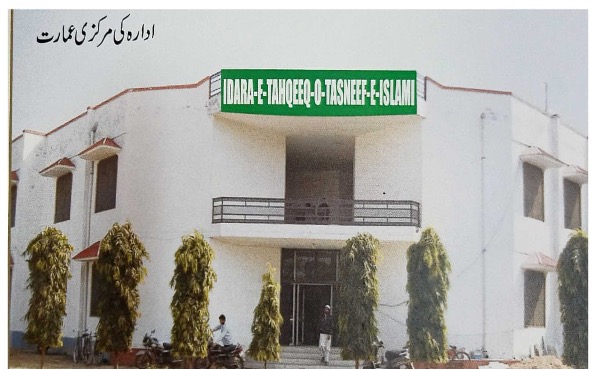 ادارہ کی مرکزی عمارت
IDARA-E-TAHQEEQ-O-TASNEEF-E-ISLAMI